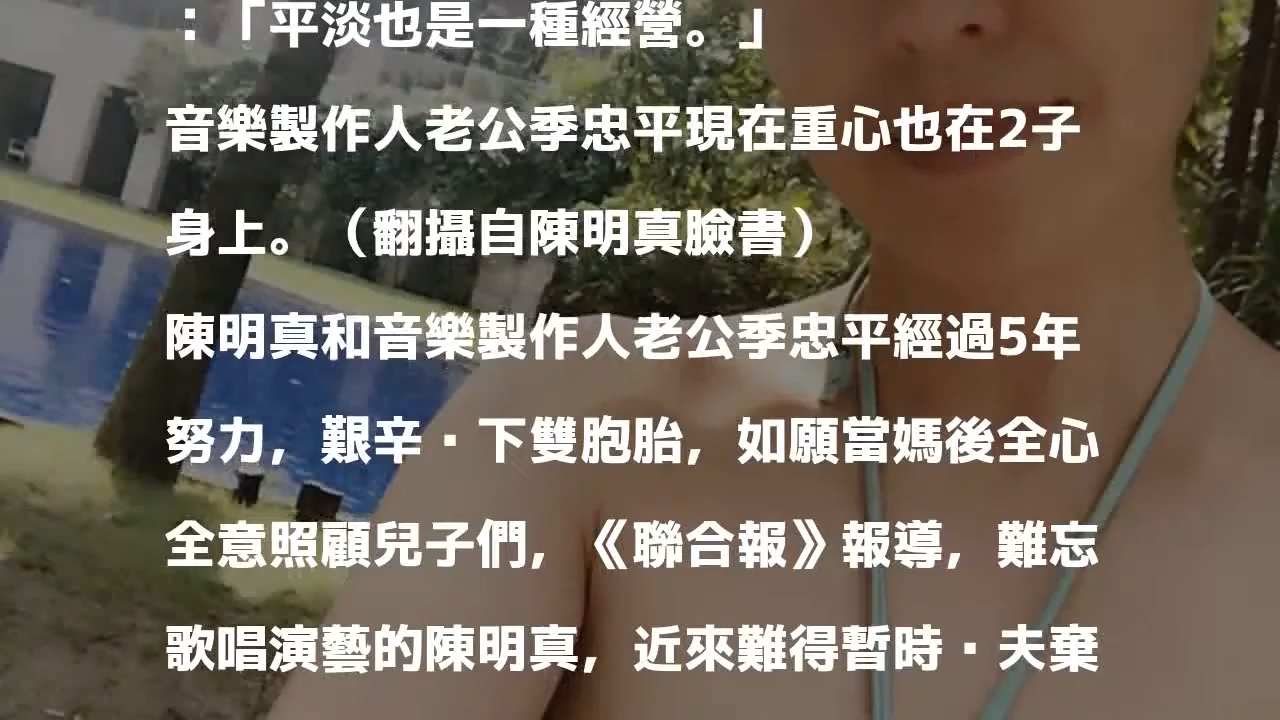 ：「平淡也是一種經營。」
音樂製作人老公季忠平現在重心也在2子
身上。（翻攝自陳明真臉書）
陳明真和音樂製作人老公季忠平經過5年
努力，艱辛▪下雙胞胎，如願當媽後全心
全意照顧兒子們，《聯合報》報導，難忘
歌唱演藝的陳明真，近來難得暫時▪夫棄